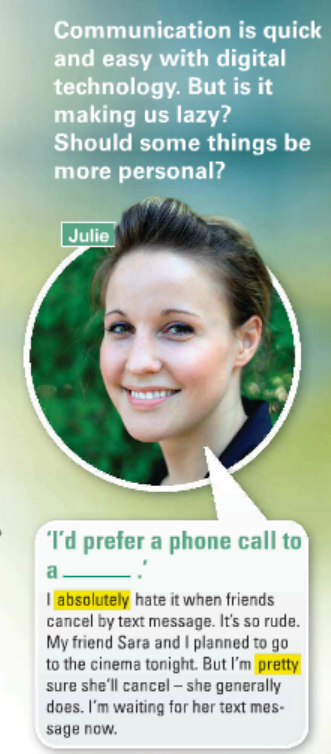 Communication is quick
and easy with digital
technology. But is it
making us lazy?
Should some things be
more personal?
Julie
'I'd prefer a phone call to
a ______ .'
I absolutely hate it when friends
cancel by text message. It's so rude.
My friend Sara and I planned to go
to the cinema tonight. But I'm pretty
sure she'll cancel – she generally
does. I'm waiting for her text mes-
sage now.